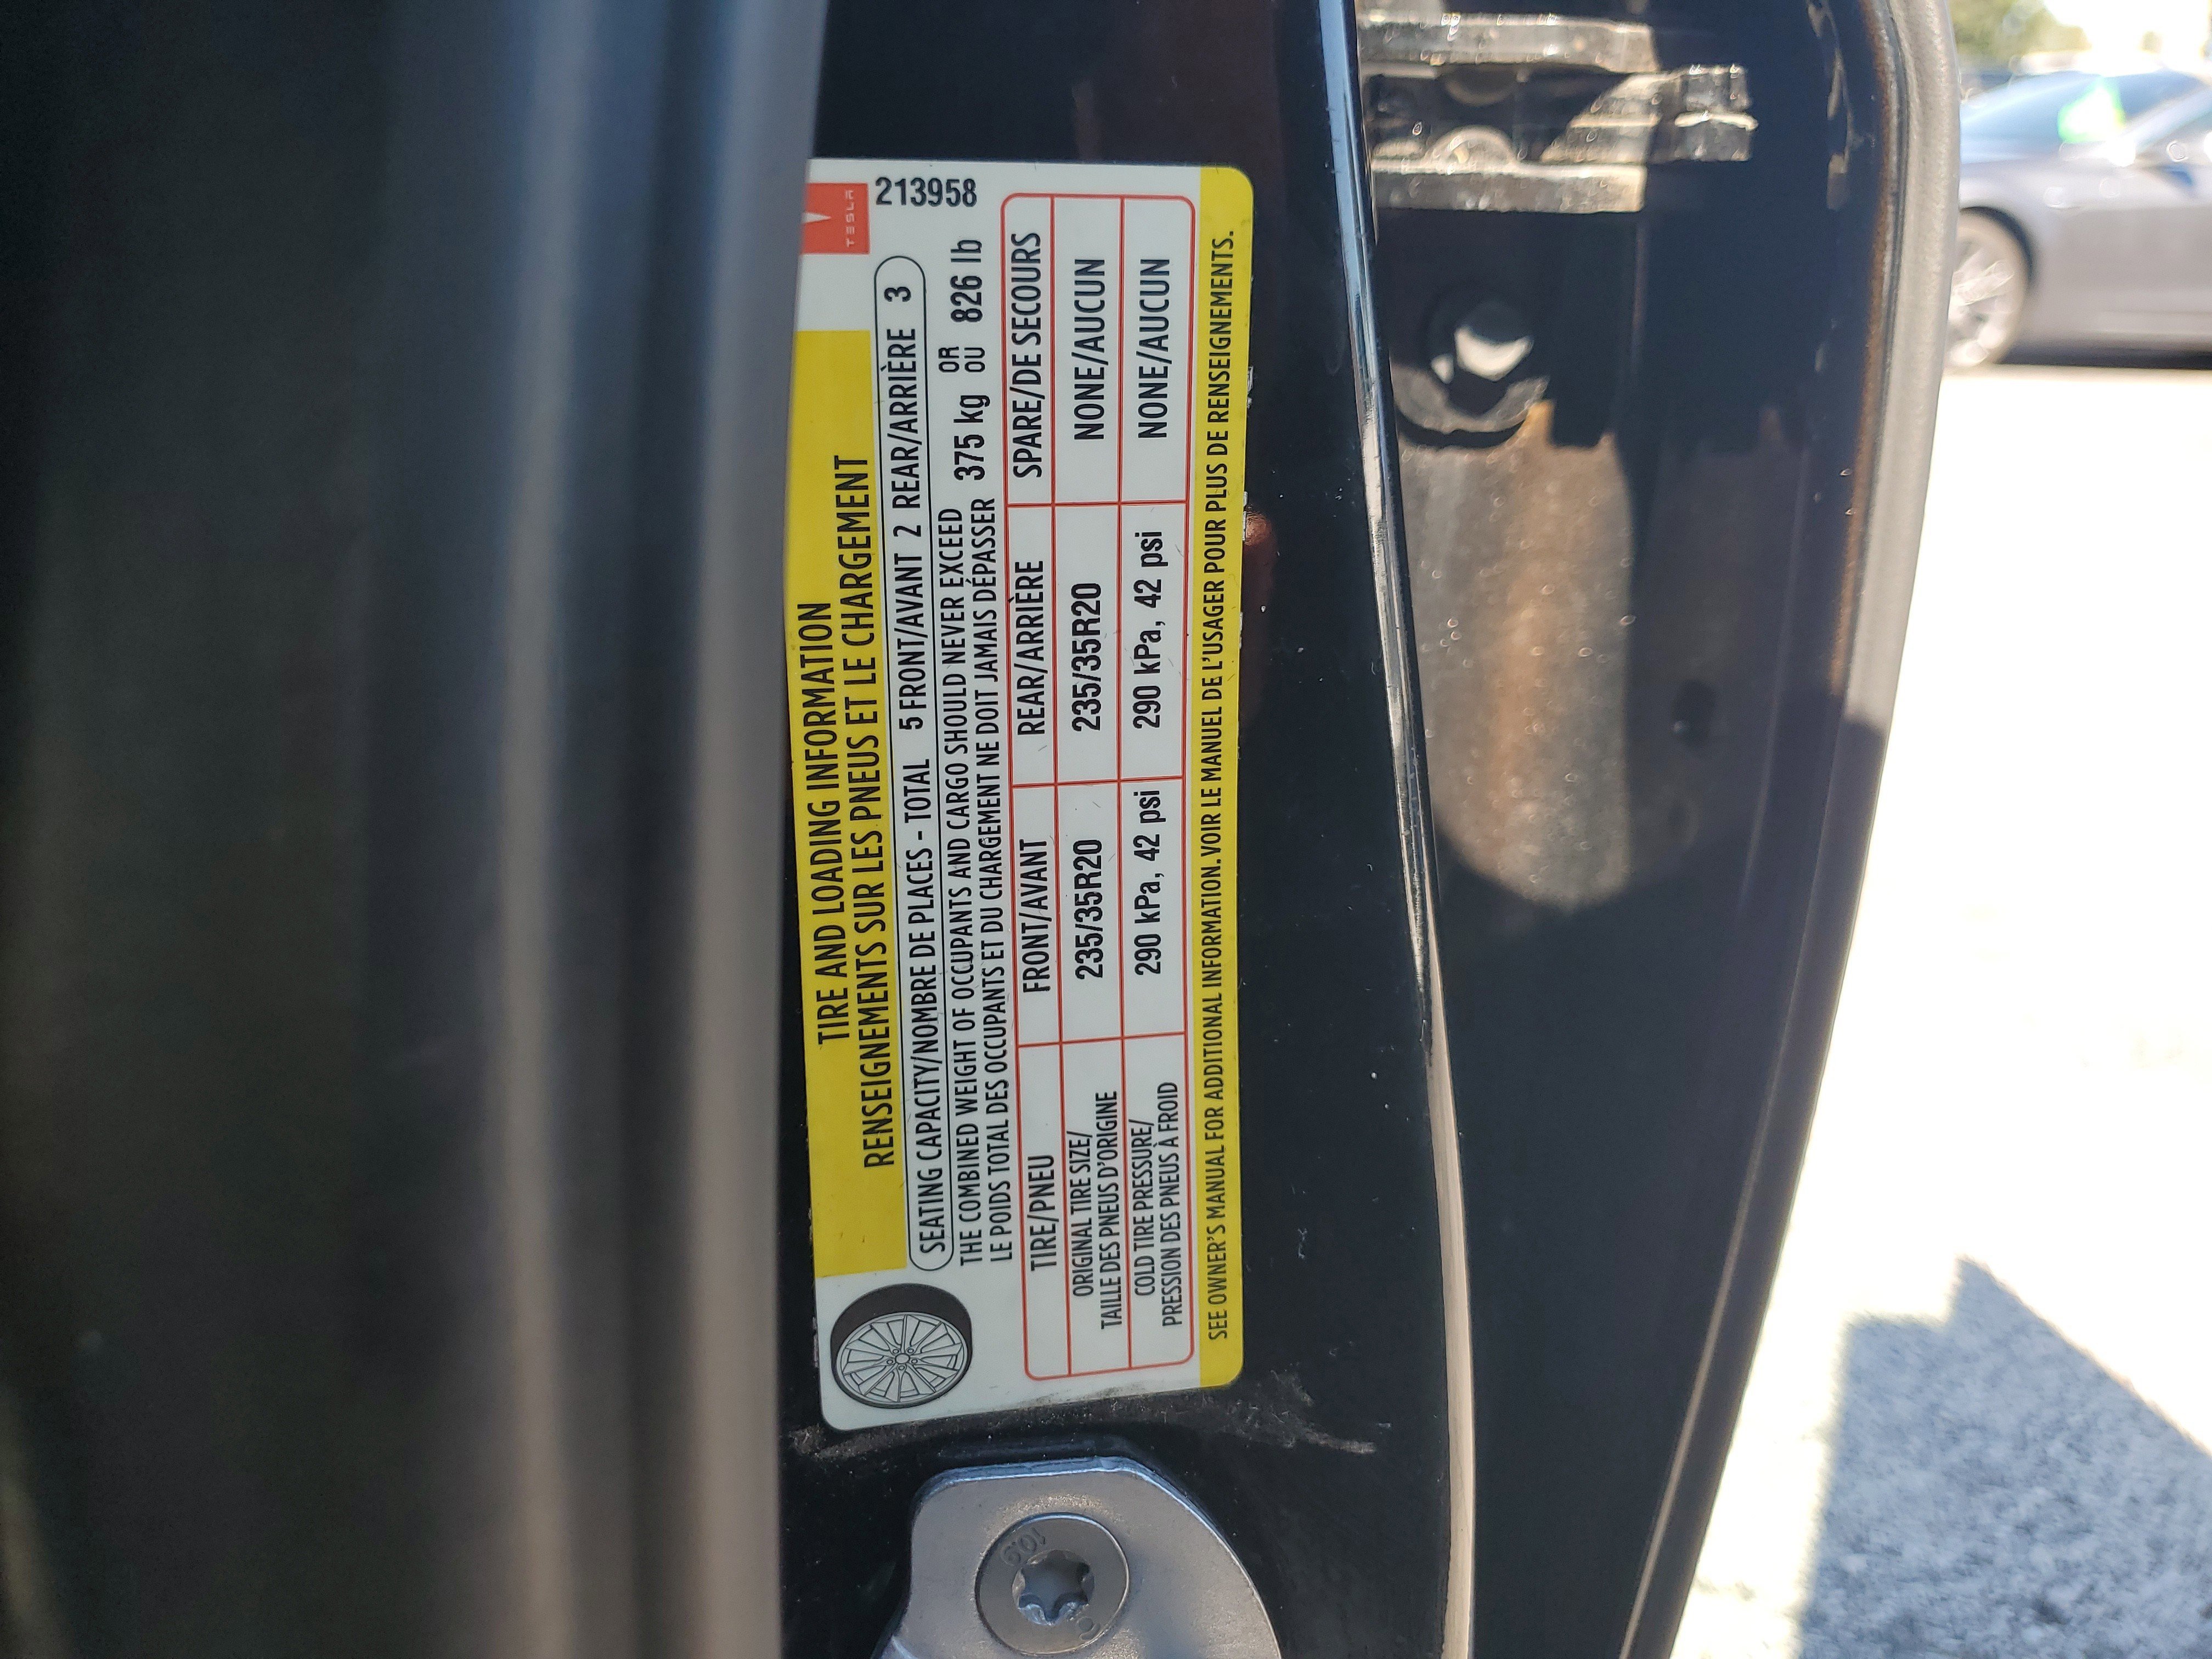 TESLA
213958
TIRE AND LOADING INFORMATION
RENSEIGNEMENTS SUR LES PNEUS ET LE CHARGEMENT
SEATING CAPACITY/NOMBRE DE PLACES - TOTAL 5 FRONT/AVANT 2 REAR/ARRIÈRE 3
THE COMBINED WEIGHT OF OCCUPANTS AND CARGO SHOULD NEVER EXCEED
LE POIDS TOTAL DES OCCUPANTS ET DU CHARGEMENT NE DOIT JAMAIS DÉPASSER
375 kg OR OU 826 lb
TIRE/PNEU FRONT/AVANT REAR/ARRIÈRE SPARE/DE SECOURS
ORIGINAL TIRE SIZE/
TAILLE DES PNEUS D'ORIGINE
235/35R20 235/35R20 NONE/AUCUN
COLD TIRE PRESSURE/
PRESSION DES PNEUS À FROID
290 kPa, 42 psi 290 kPa, 42 psi NONE/AUCUN
SEE OWNER'S MANUAL FOR ADDITIONAL INFORMATION. VOIR LE MANUEL DE L'USAGER POUR PLUS DE RENSEIGNEMENTS.
10.9